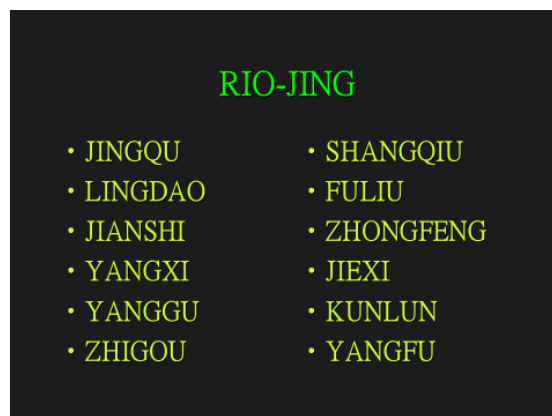 RIO-JING
• JINGQU
• LINGDAO
• JIANSHI
• YANGXI
• YANGGU
• ZHIGOU
• SHANGQIU
• FULIU
• ZHONGFENG
• JIEXI
• KUNLUN
• YANGFU